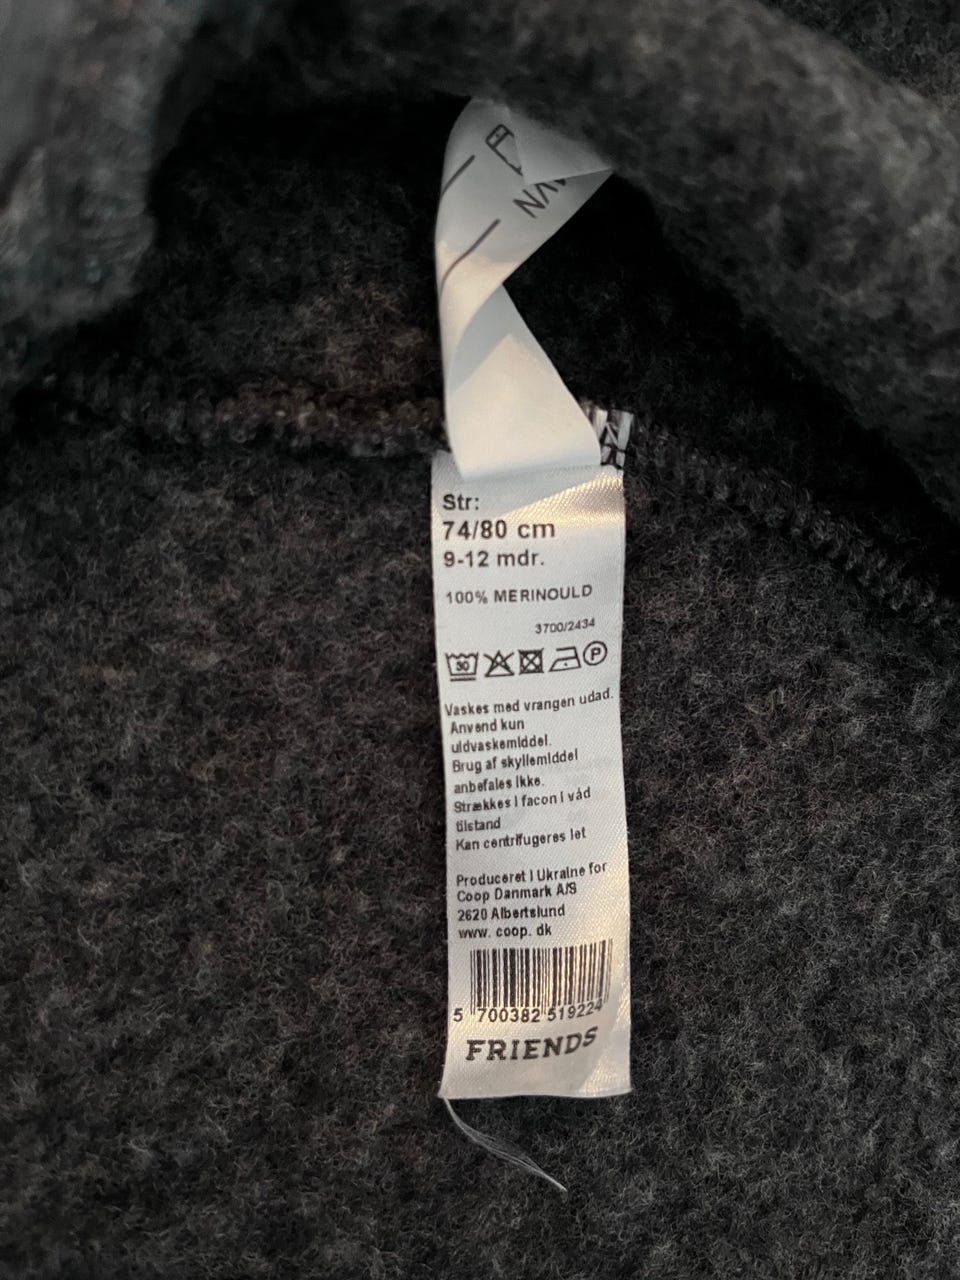 Str:
74/80 cm
9-12 mdr.
100% MERINOULD
3700/2434
30
P
Vaskes med vrangen udad.
Anvend kun
uldvaskemiddel.
Brug af skyllemiddel
anbefales ikke.
Strækkes i facon i våd
tilstand
Kan centrifugeres let
Produceret i Ukraine for
Coop Danmark A/S
2620 Albertslund
www. coop. dk
5 700382 519224
FRIENDS